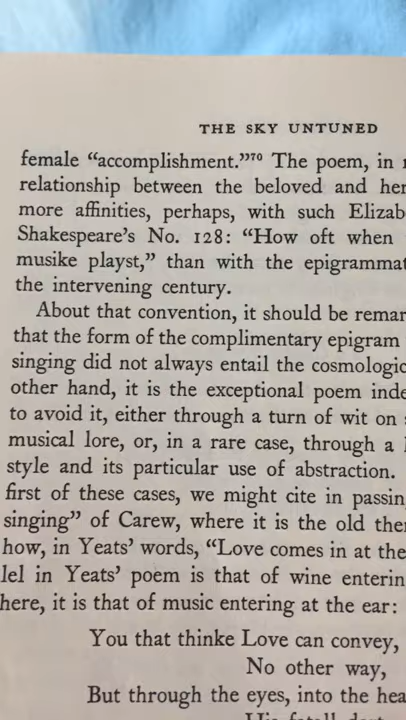 THE SKY UNTUNED
female “accomplishment.”⁷⁰ The poem, in
relationship between the beloved and her
more affinities, perhaps, with such Elizab
Shakespeare’s No. 128: “How oft when
musike playst,” than with the epigrammat
the intervening century.
About that convention, it should be remar
that the form of the complimentary epigram
singing did not always entail the cosmologic
other hand, it is the exceptional poem inde
to avoid it, either through a turn of wit on
musical lore, or, in a rare case, through a
style and its particular use of abstraction.
first of these cases, we might cite in passin
singing” of Carew, where it is the old the
how, in Yeats’ words, “Love comes in at the
lel in Yeats’ poem is that of wine enterin
here, it is that of music entering at the ear:
You that thinke Love can convey,
No other way,
But through the eyes, into the hea